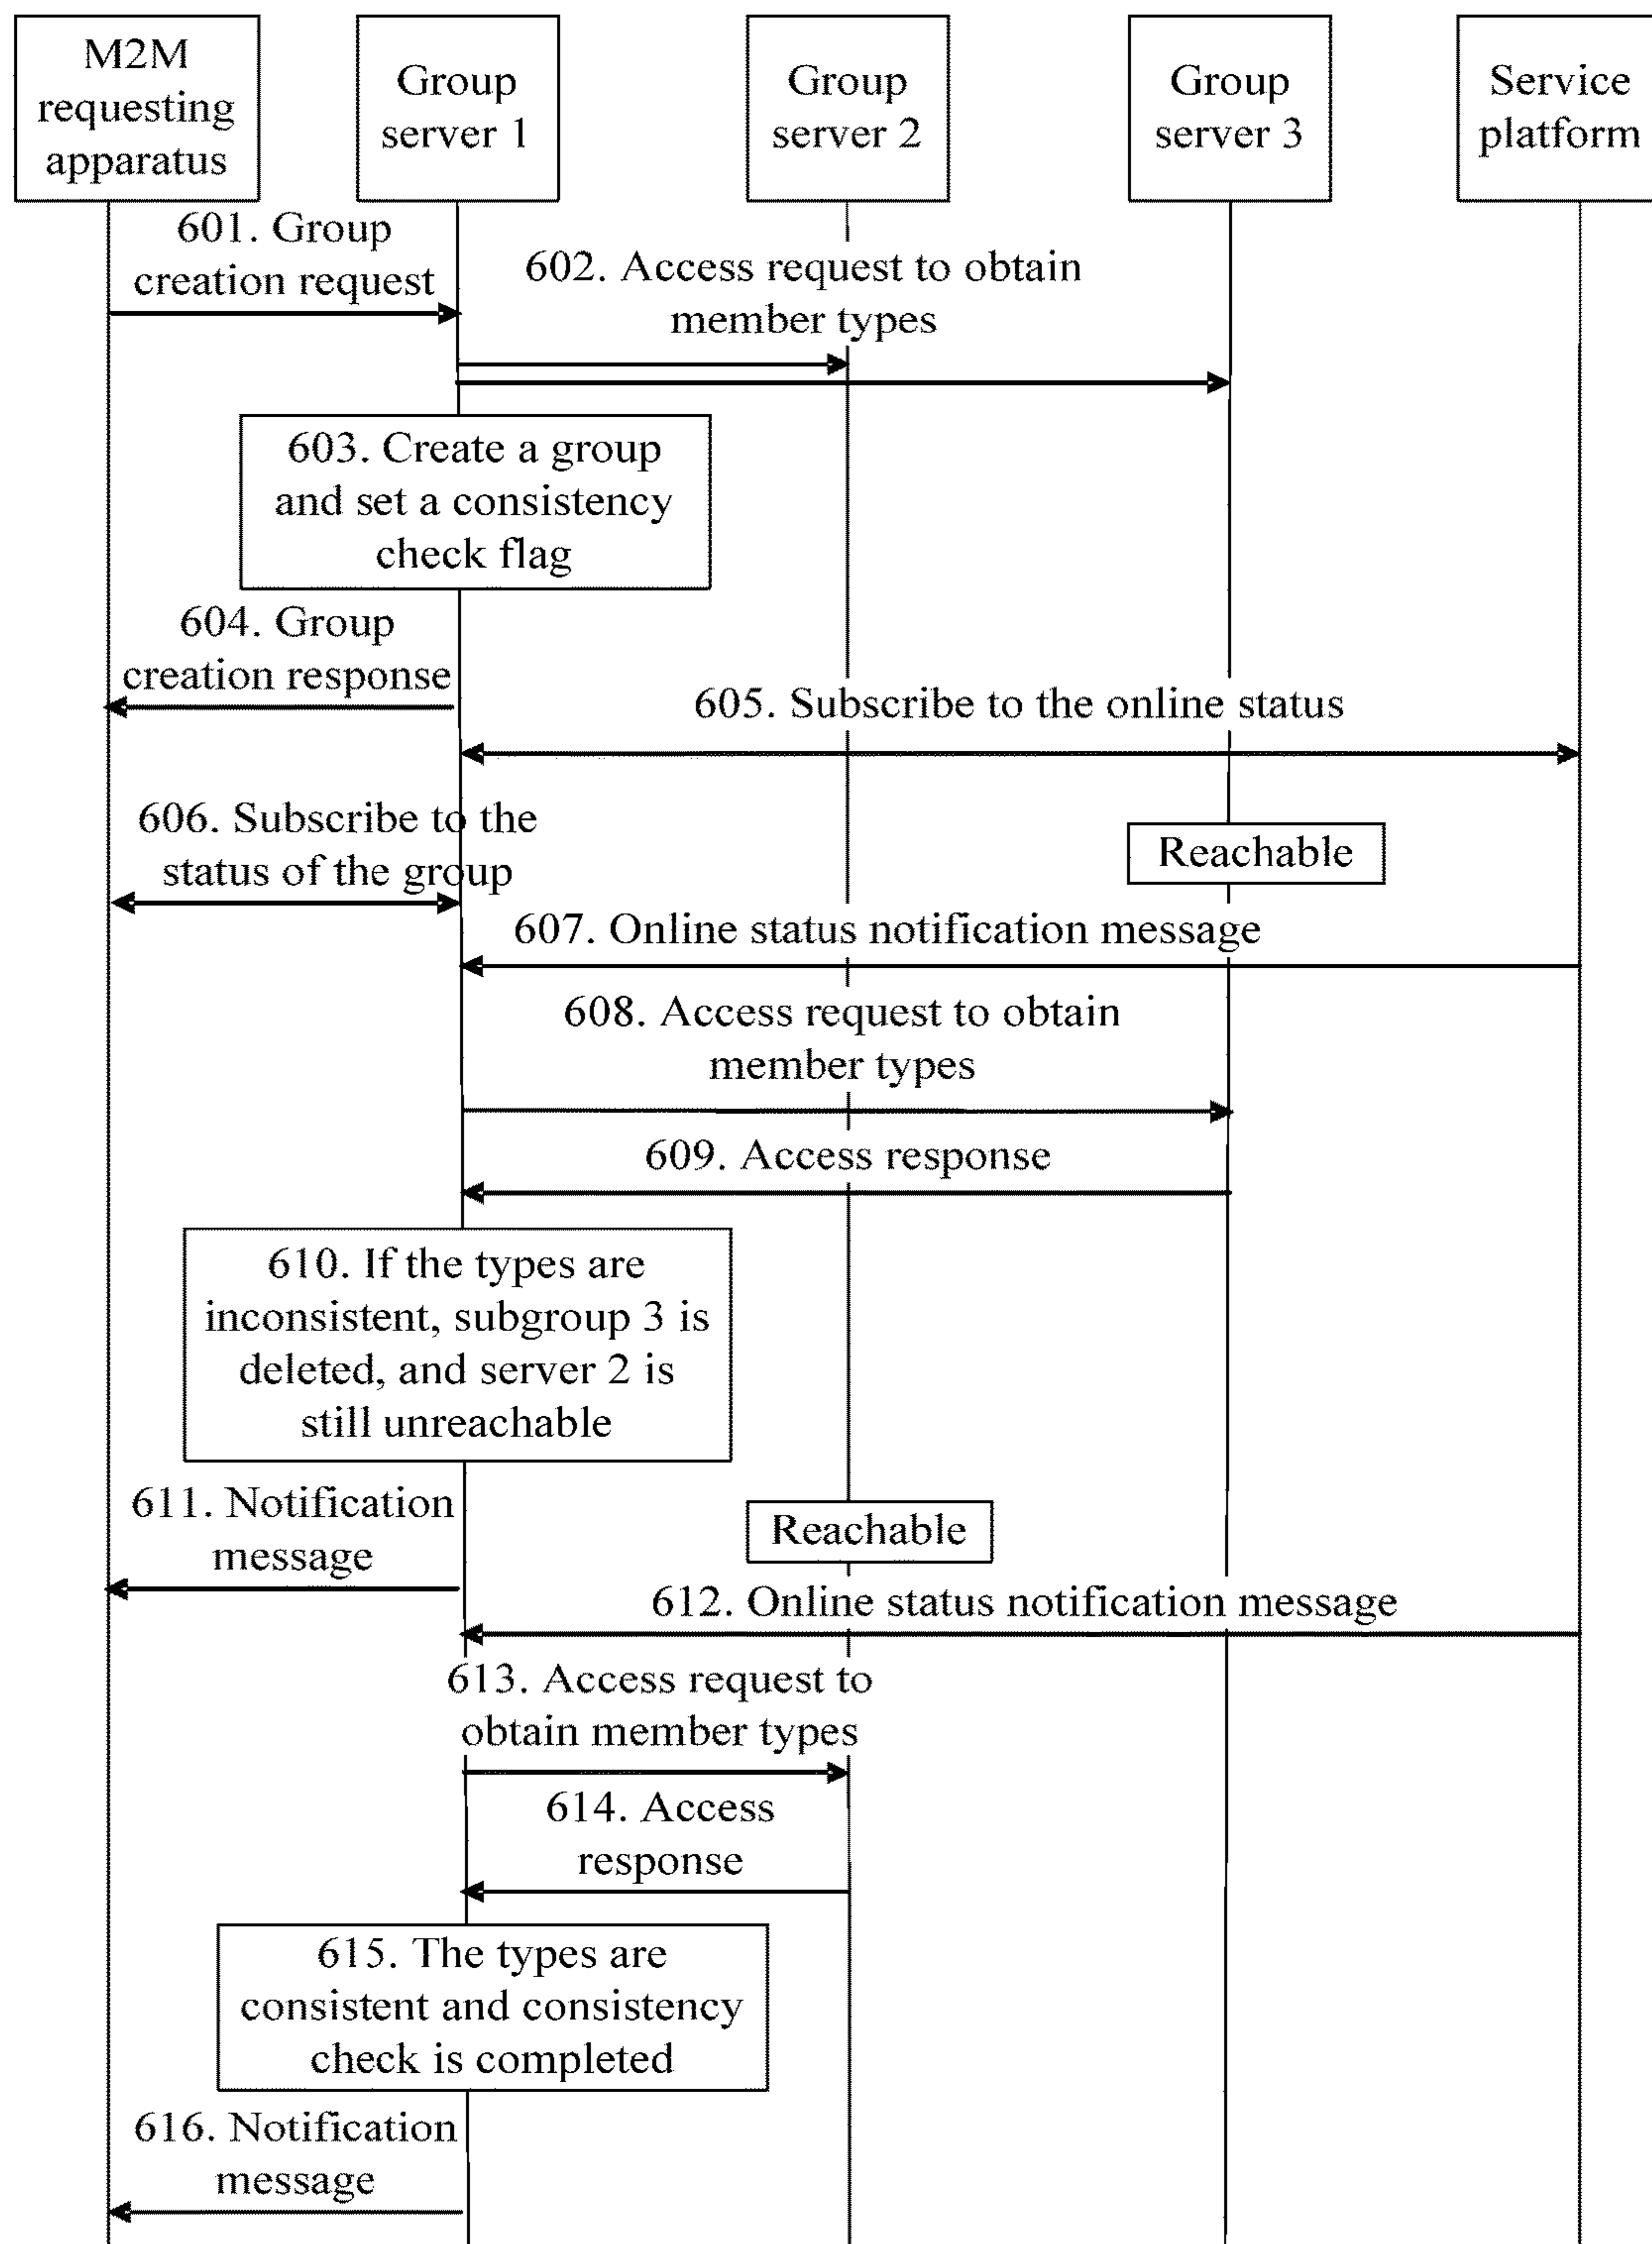 M2M
requesting
apparatus
Group
server 1
Group
server 2
Group
server 3
Service
platform
601. Group
creation request
602. Access request to obtain
member types
603. Create a group
and set a consistency
check flag
604. Group
creation response
605. Subscribe to the online status
606. Subscribe to the
status of the group
Reachable
607. Online status notification message
608. Access request to obtain
member types
609. Access response
610. If the types are
inconsistent, subgroup 3 is
deleted, and server 2 is
still unreachable
611. Notification
message
Reachable
612. Online status notification message
613. Access request to
obtain member types
614. Access
response
615. The types are
consistent and consistency
check is completed
616. Notification
message